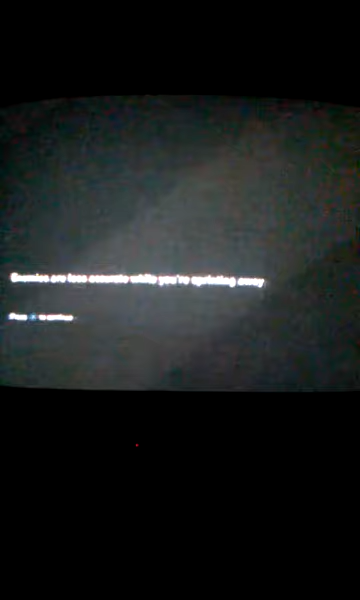 Enemies are less accurate while you're sprinting away
Press to continue